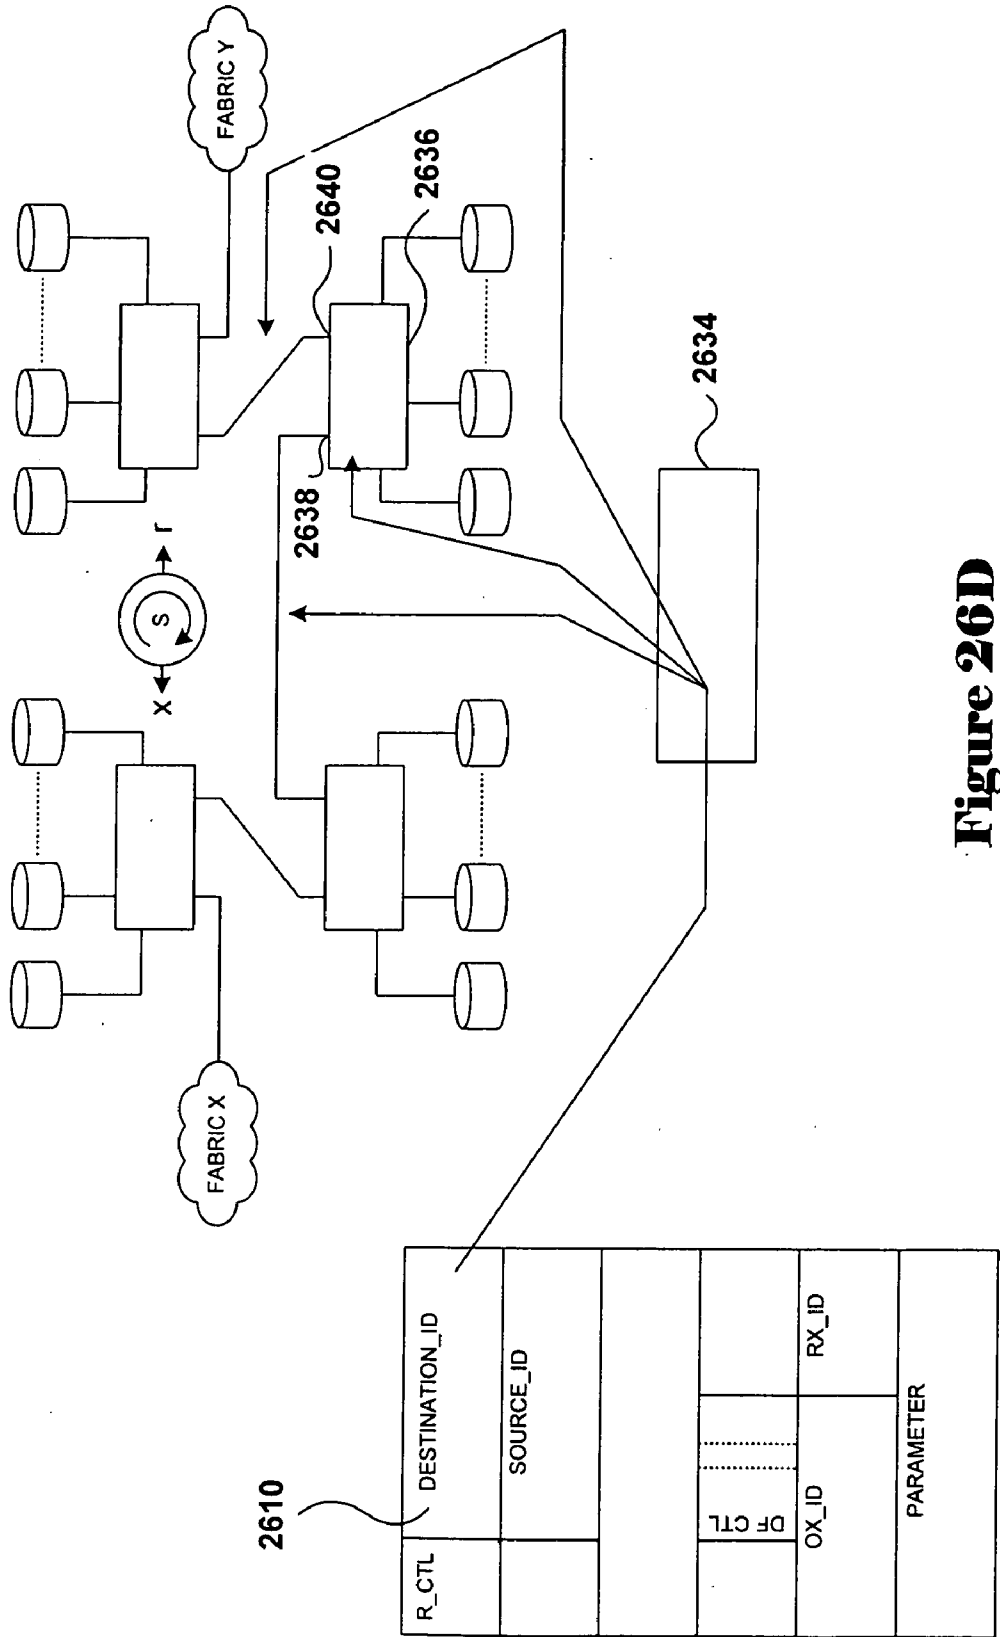 FABRIC X
FABRIC Y
X
S
r
2638
2640
2636
2634
2610
R_CTL
DESTINATION_ID
SOURCE_ID
DF CTL
OX_ID
RX_ID
PARAMETER
Figure 26D